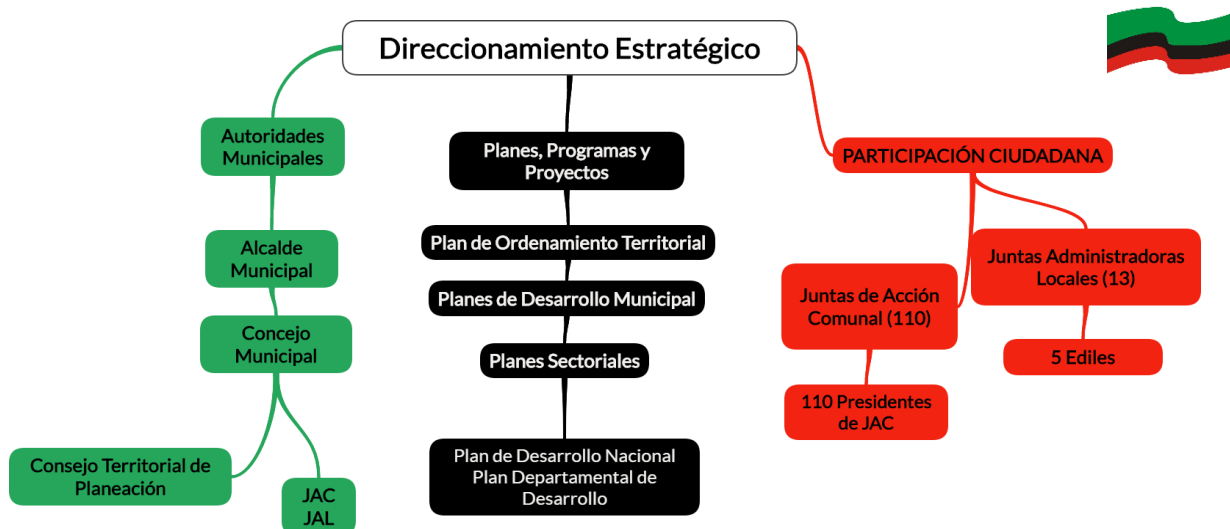 Direccionamiento Estratégico
Autoridades
Municipales
Alcalde
Municipal
Concejo
Municipal
Consejo Territorial de
Planeación
JAC
JAL
Planes, Programas y
Proyectos
Plan de Ordenamiento Territorial
Planes de Desarrollo Municipal
Planes Sectoriales
Plan de Desarrollo Nacional
Plan Departamental de
Desarrollo
PARTICIPACIÓN CIUDADANA
Juntas de Acción
Comunal (110)
110 Presidentes
de JAC
Juntas Administradoras
Locales (13)
5 Ediles